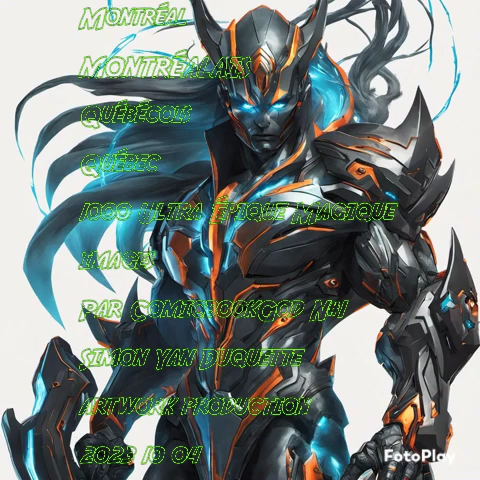 Montréal
Montréalais
Québécois
Québec
1000 Ultra Épique Magique
Images
Par ComicbookGod N#1
Simon Yan Duquette
Artwork Production
2023 10 04
FotoPlay